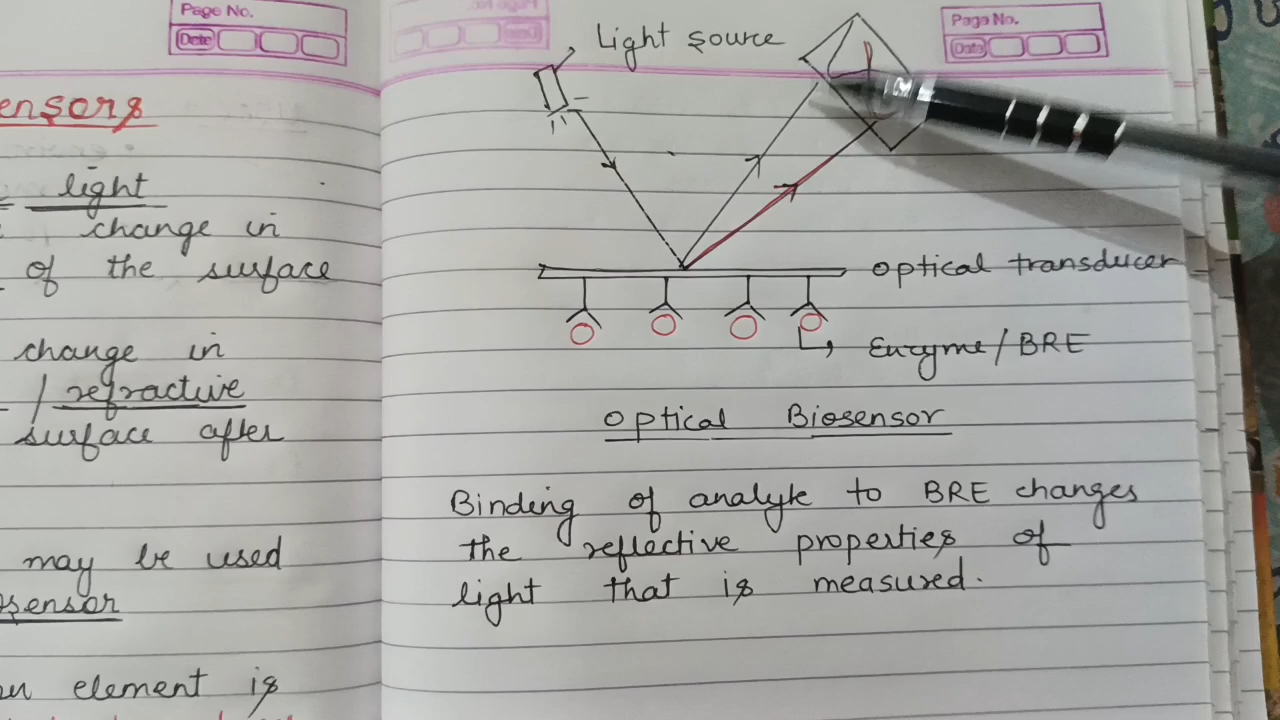 Page No.
Date
ensors
light
change in
of the surface
change in
/ refractive
surface after
may be used
osensor
element is
Page No.
Date
Light source
optical transducer
Enzyme/BRE
Optical Biosensor
Binding of analyte to BRE changes
the reflective properties of
light that is measured.